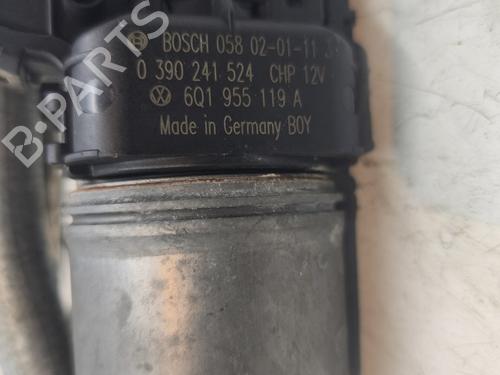 BOSCH 058 02-01-11
0 390 241 524 CHP 12V
6Q1 955 119 A
Made in Germany BOY
B-PARTS